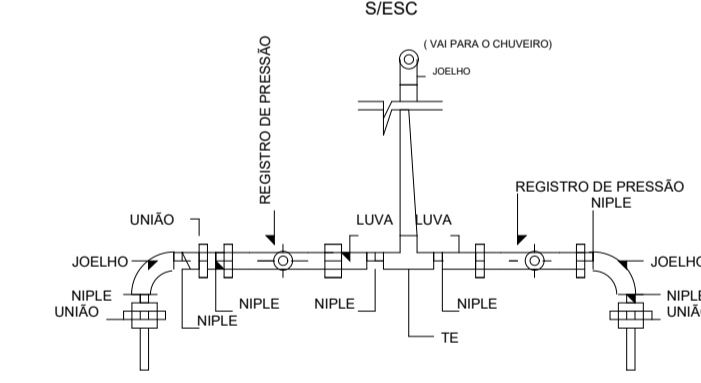 S/ESC
( VAI PARA O CHUVEIRO)
JOELHO
REGISTRO DE PRESSÃO
REGISTRO DE PRESSÃO
NIPLE
UNIÃO
LUVA
LUVA
JOELHO
JOELHO
NIPLE
UNIÃO
NIPLE
NIPLE
NIPLE
NIPLE
NIPLE
UNIÃO
TE